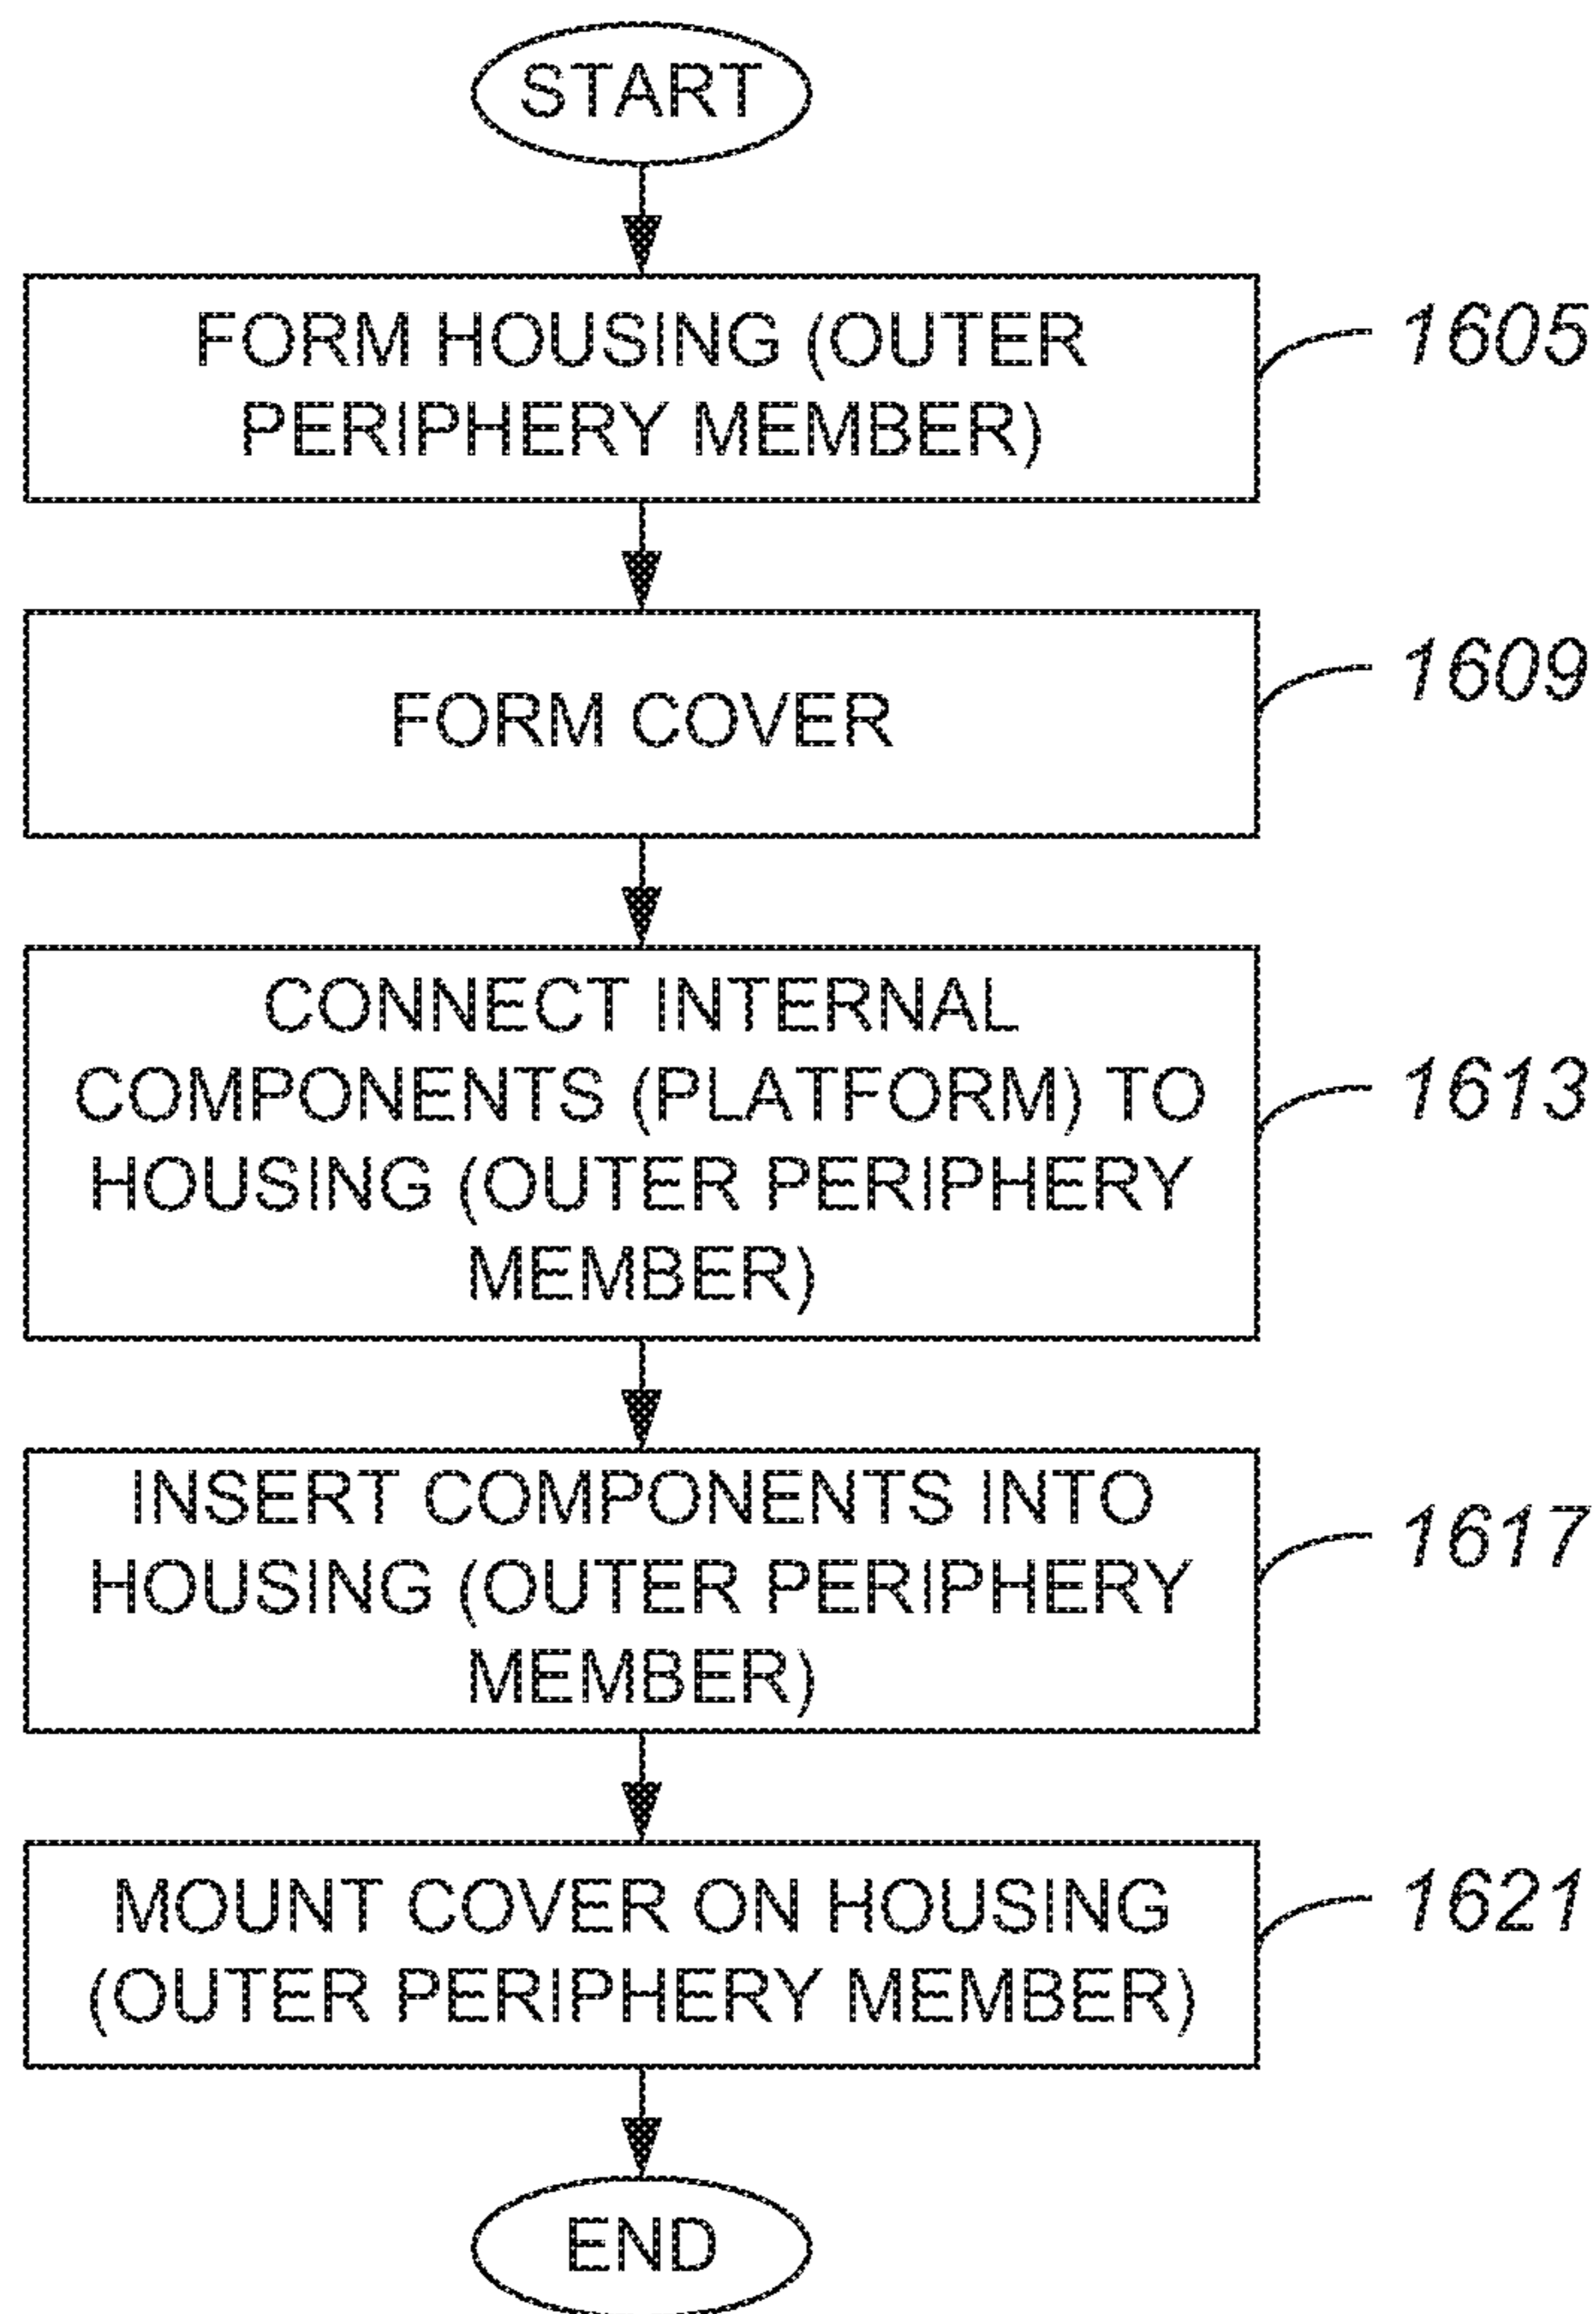 START
FORM HOUSING (OUTER
PERIPHERY MEMBER)
1605
FORM COVER
1609
CONNECT INTERNAL
COMPONENTS (PLATFORM) TO
HOUSING (OUTER PERIPHERY
MEMBER)
1613
INSERT COMPONENTS INTO
HOUSING (OUTER PERIPHERY
MEMBER)
1617
MOUNT COVER ON HOUSING
(OUTER PERIPHERY MEMBER)
1621
END